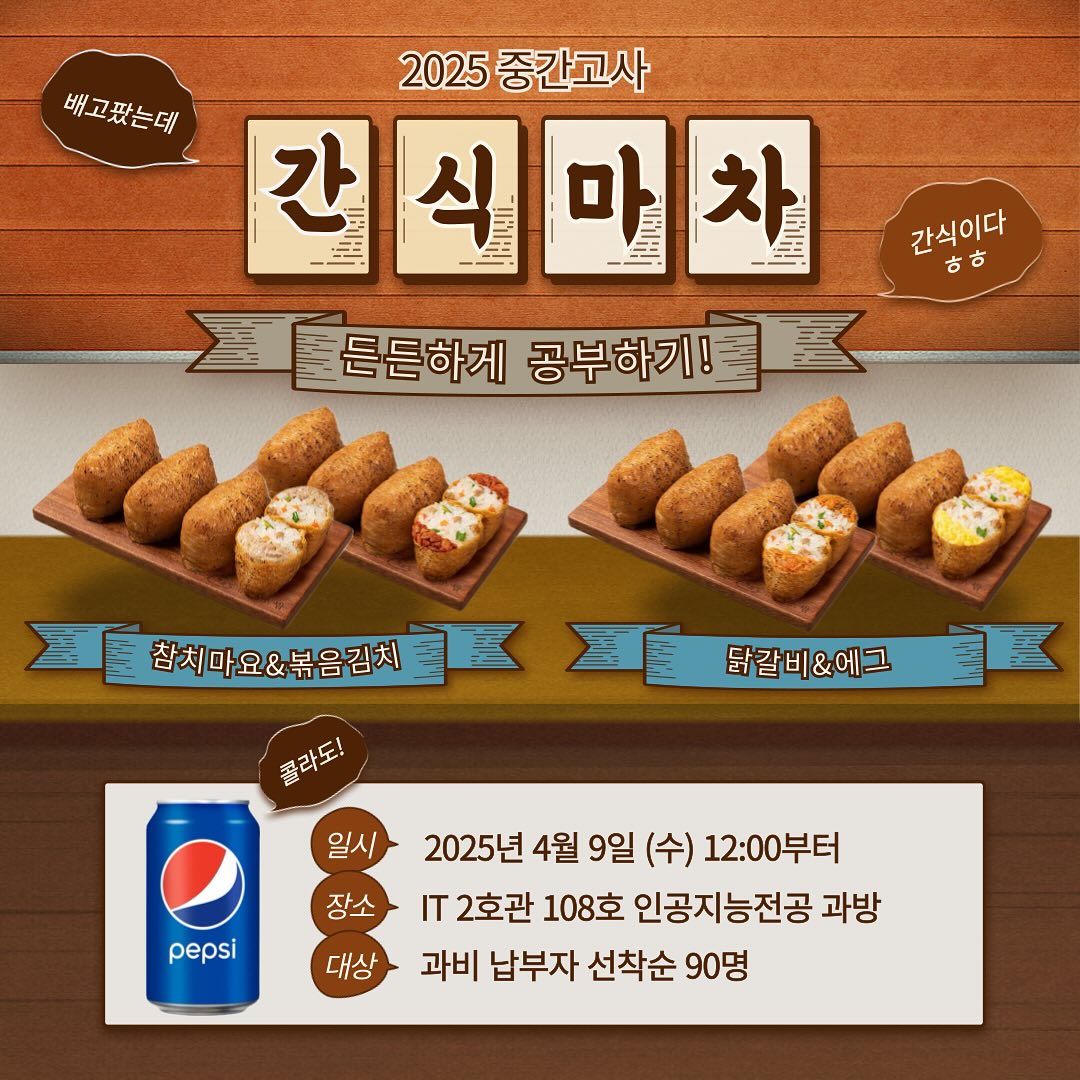 2025 중간고사
배고팠는데
간식마차
간식이다
ㅎㅎ
든든하게 공부하기!
참치마요&볶음김치
닭갈비&에그
콜라도!
pepsi
일시 2025년 4월 9일 (수) 12:00부터
장소 IT 2호관 108호 인공지능전공 과방
대상 과비 납부자 선착순 90명